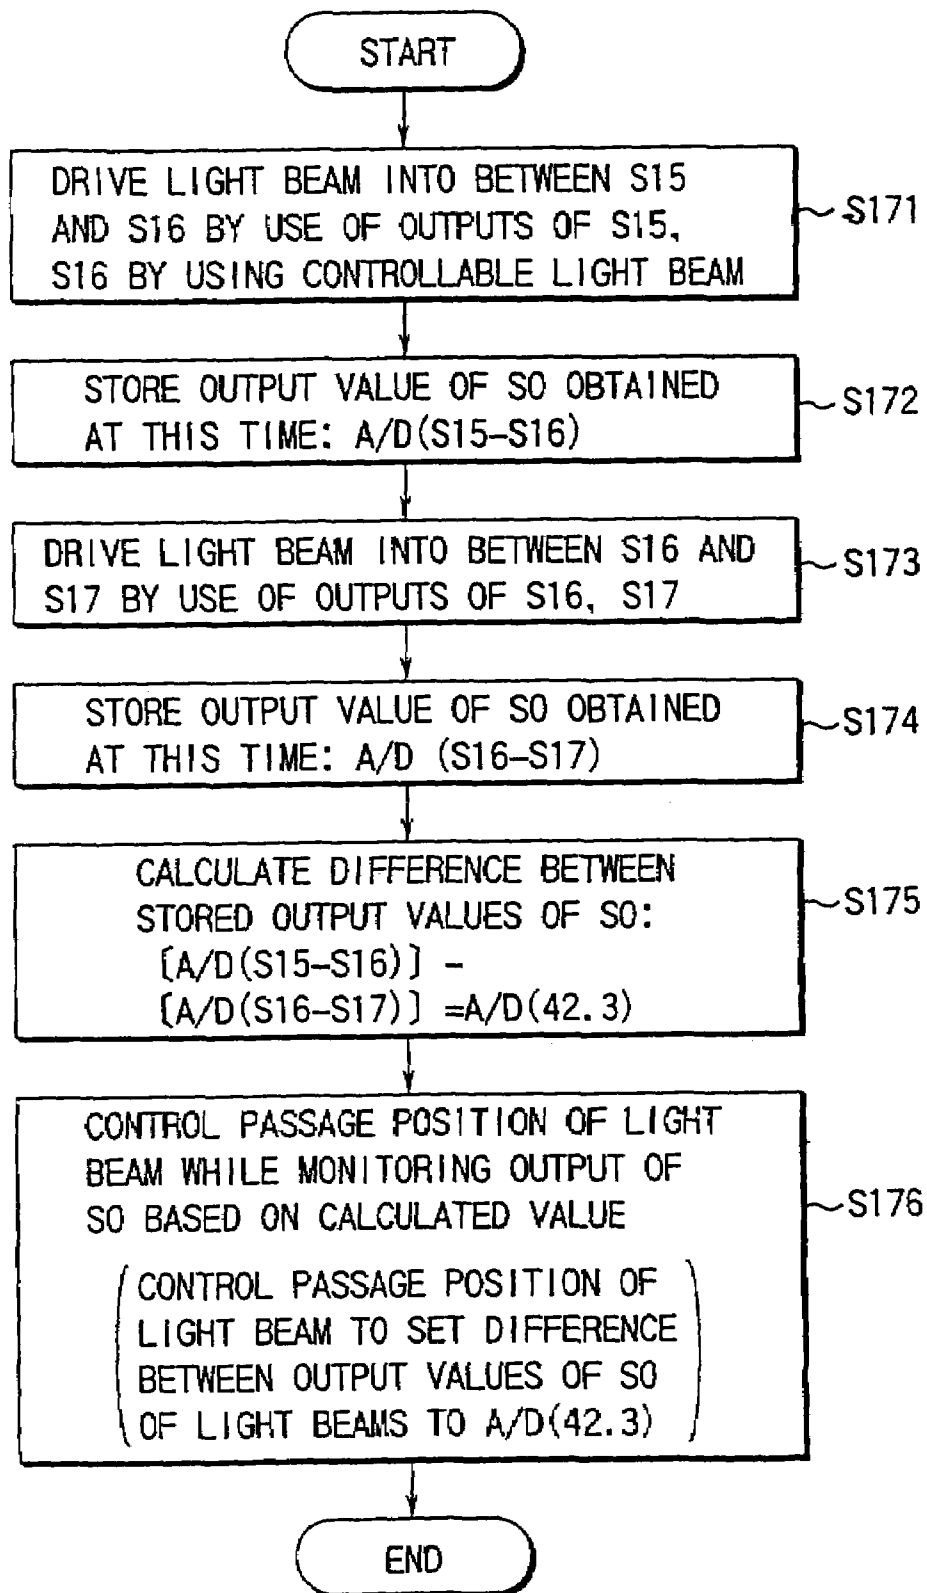 START
DRIVE LIGHT BEAM INTO BETWEEN S15
AND S16 BY USE OF OUTPUTS OF S15,
S16 BY USING CONTROLLABLE LIGHT BEAM
S171
STORE OUTPUT VALUE OF SO OBTAINED
AT THIS TIME: A/D(S15-S16)
S172
DRIVE LIGHT BEAM INTO BETWEEN S16 AND
S17 BY USE OF OUTPUTS OF S16, S17
S173
STORE OUTPUT VALUE OF SO OBTAINED
AT THIS TIME: A/D (S16-S17)
S174
CALCULATE DIFFERENCE BETWEEN
STORED OUTPUT VALUES OF SO:
[A/D(S15-S16)] -
[A/D(S16-S17)] =A/D(42.3)
S175
CONTROL PASSAGE POSITION OF LIGHT
BEAM WHILE MONITORING OUTPUT OF
SO BASED ON CALCULATED VALUE
(CONTROL PASSAGE POSITION OF
LIGHT BEAM TO SET DIFFERENCE
BETWEEN OUTPUT VALUES OF SO
OF LIGHT BEAMS TO A/D(42.3))
S176
END